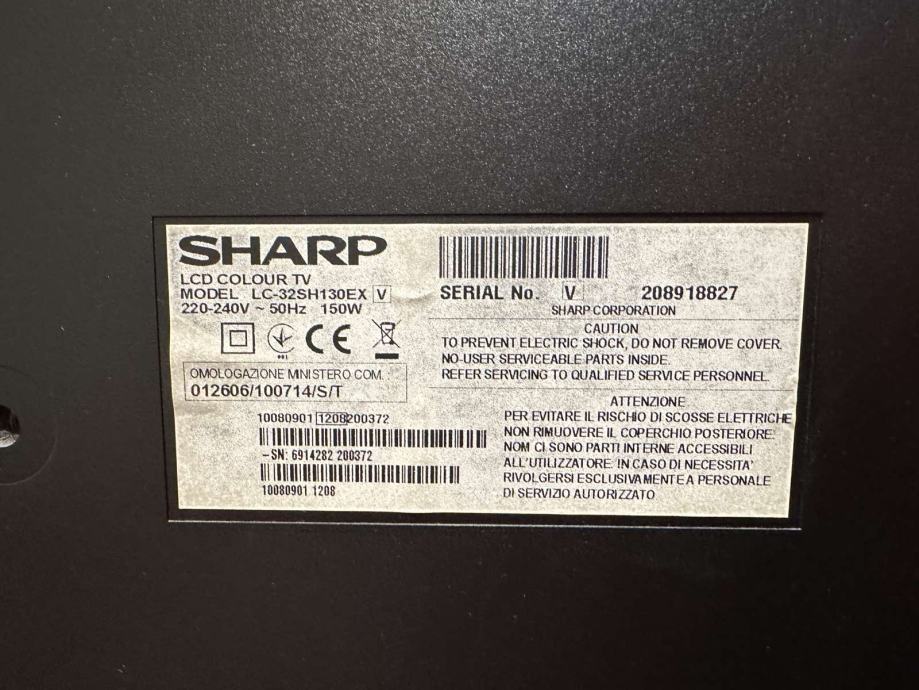 SHARP
LCD COLOUR TV
MODEL LC-32SH130EX V
220-240V ~ 50Hz 150W
OMOLOGAZIONE MINISTERO COM.:
012606/100714/S/T
10080901 1208200372
-SN: 6914282 200372
10080901 1208
SERIAL No. V 208918827
SHARP CORPORATION
CAUTION
TO PREVENT ELECTRIC SHOCK, DO NOT REMOVE COVER.
NO-USER SERVICEABLE PARTS INSIDE.
REFER SERVICING TO QUALIFIED SERVICE PERSONNEL.
ATTENZIONE
PER EVITARE IL RISCHIO DI SCOSSE ELETTRICHE
NON RIMUOVERE IL COPERCHIO POSTERIORE.
NOM CI SONO PARTI INTERNE ACCESSIBILI
ALL'UTILIZZATORE. IN CASO DI NECESSITA'
RIVOLGERSI ESCLUSIVAMENTE A PERSONALE
DI SERVIZIO AUTORIZZATO